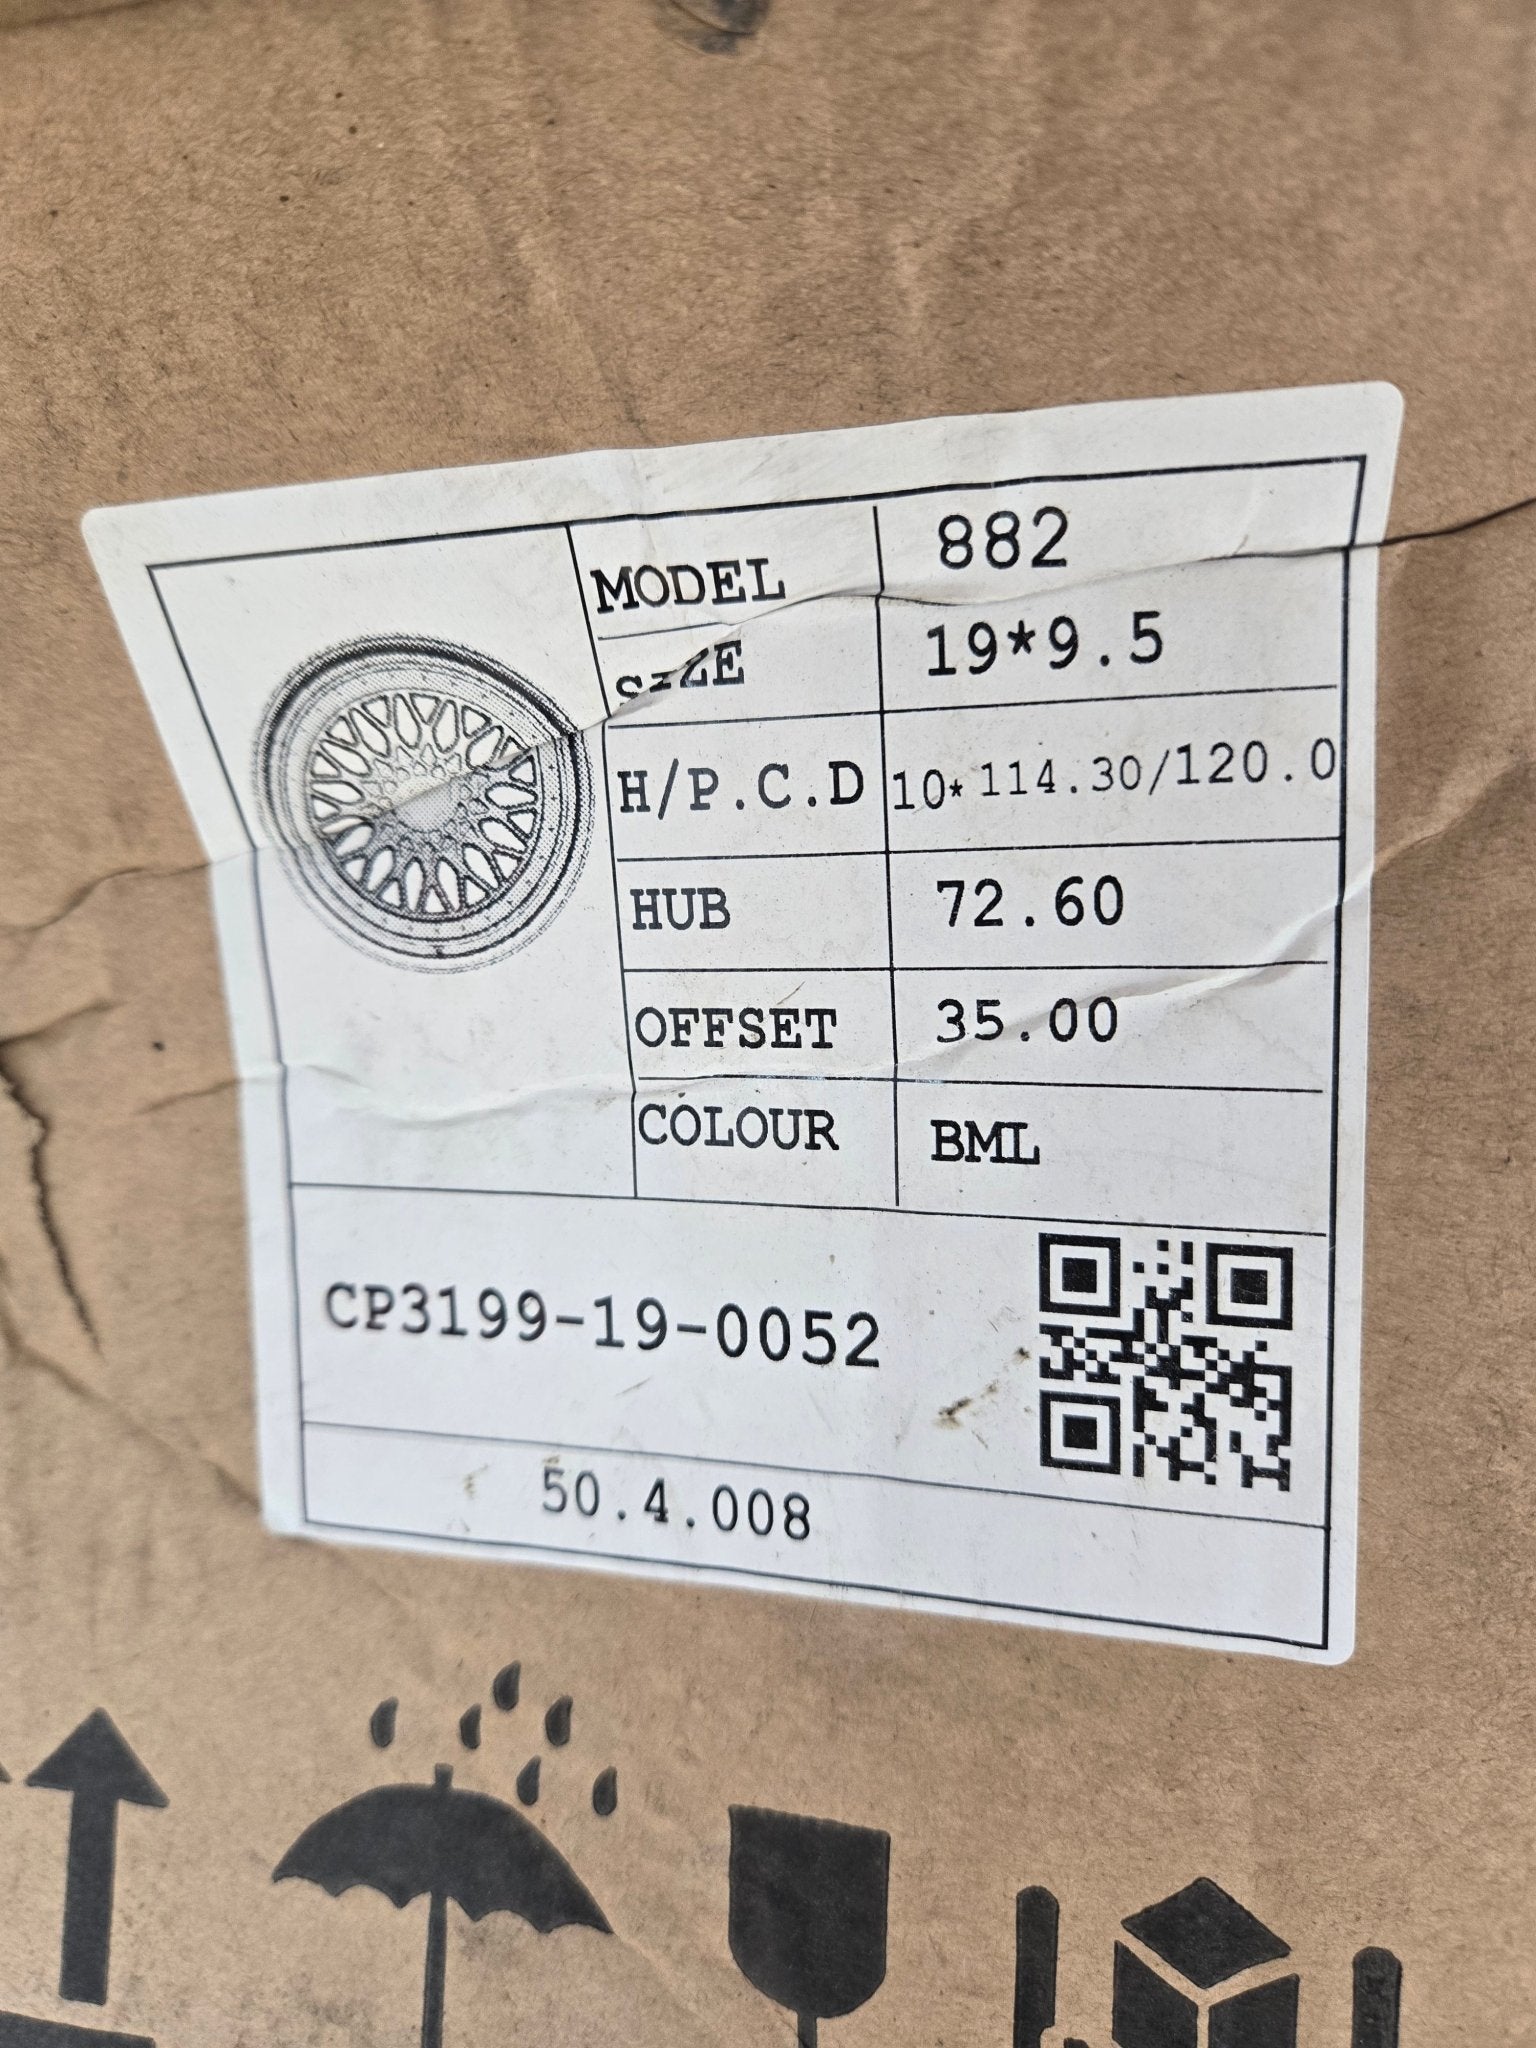 MODEL 882
SIZE 19*9.5
H/P.C.D 10*114.30/120.0
HUB 72.60
OFFSET 35.00
COLOUR BML
CP3199-19-0052
50.4.008